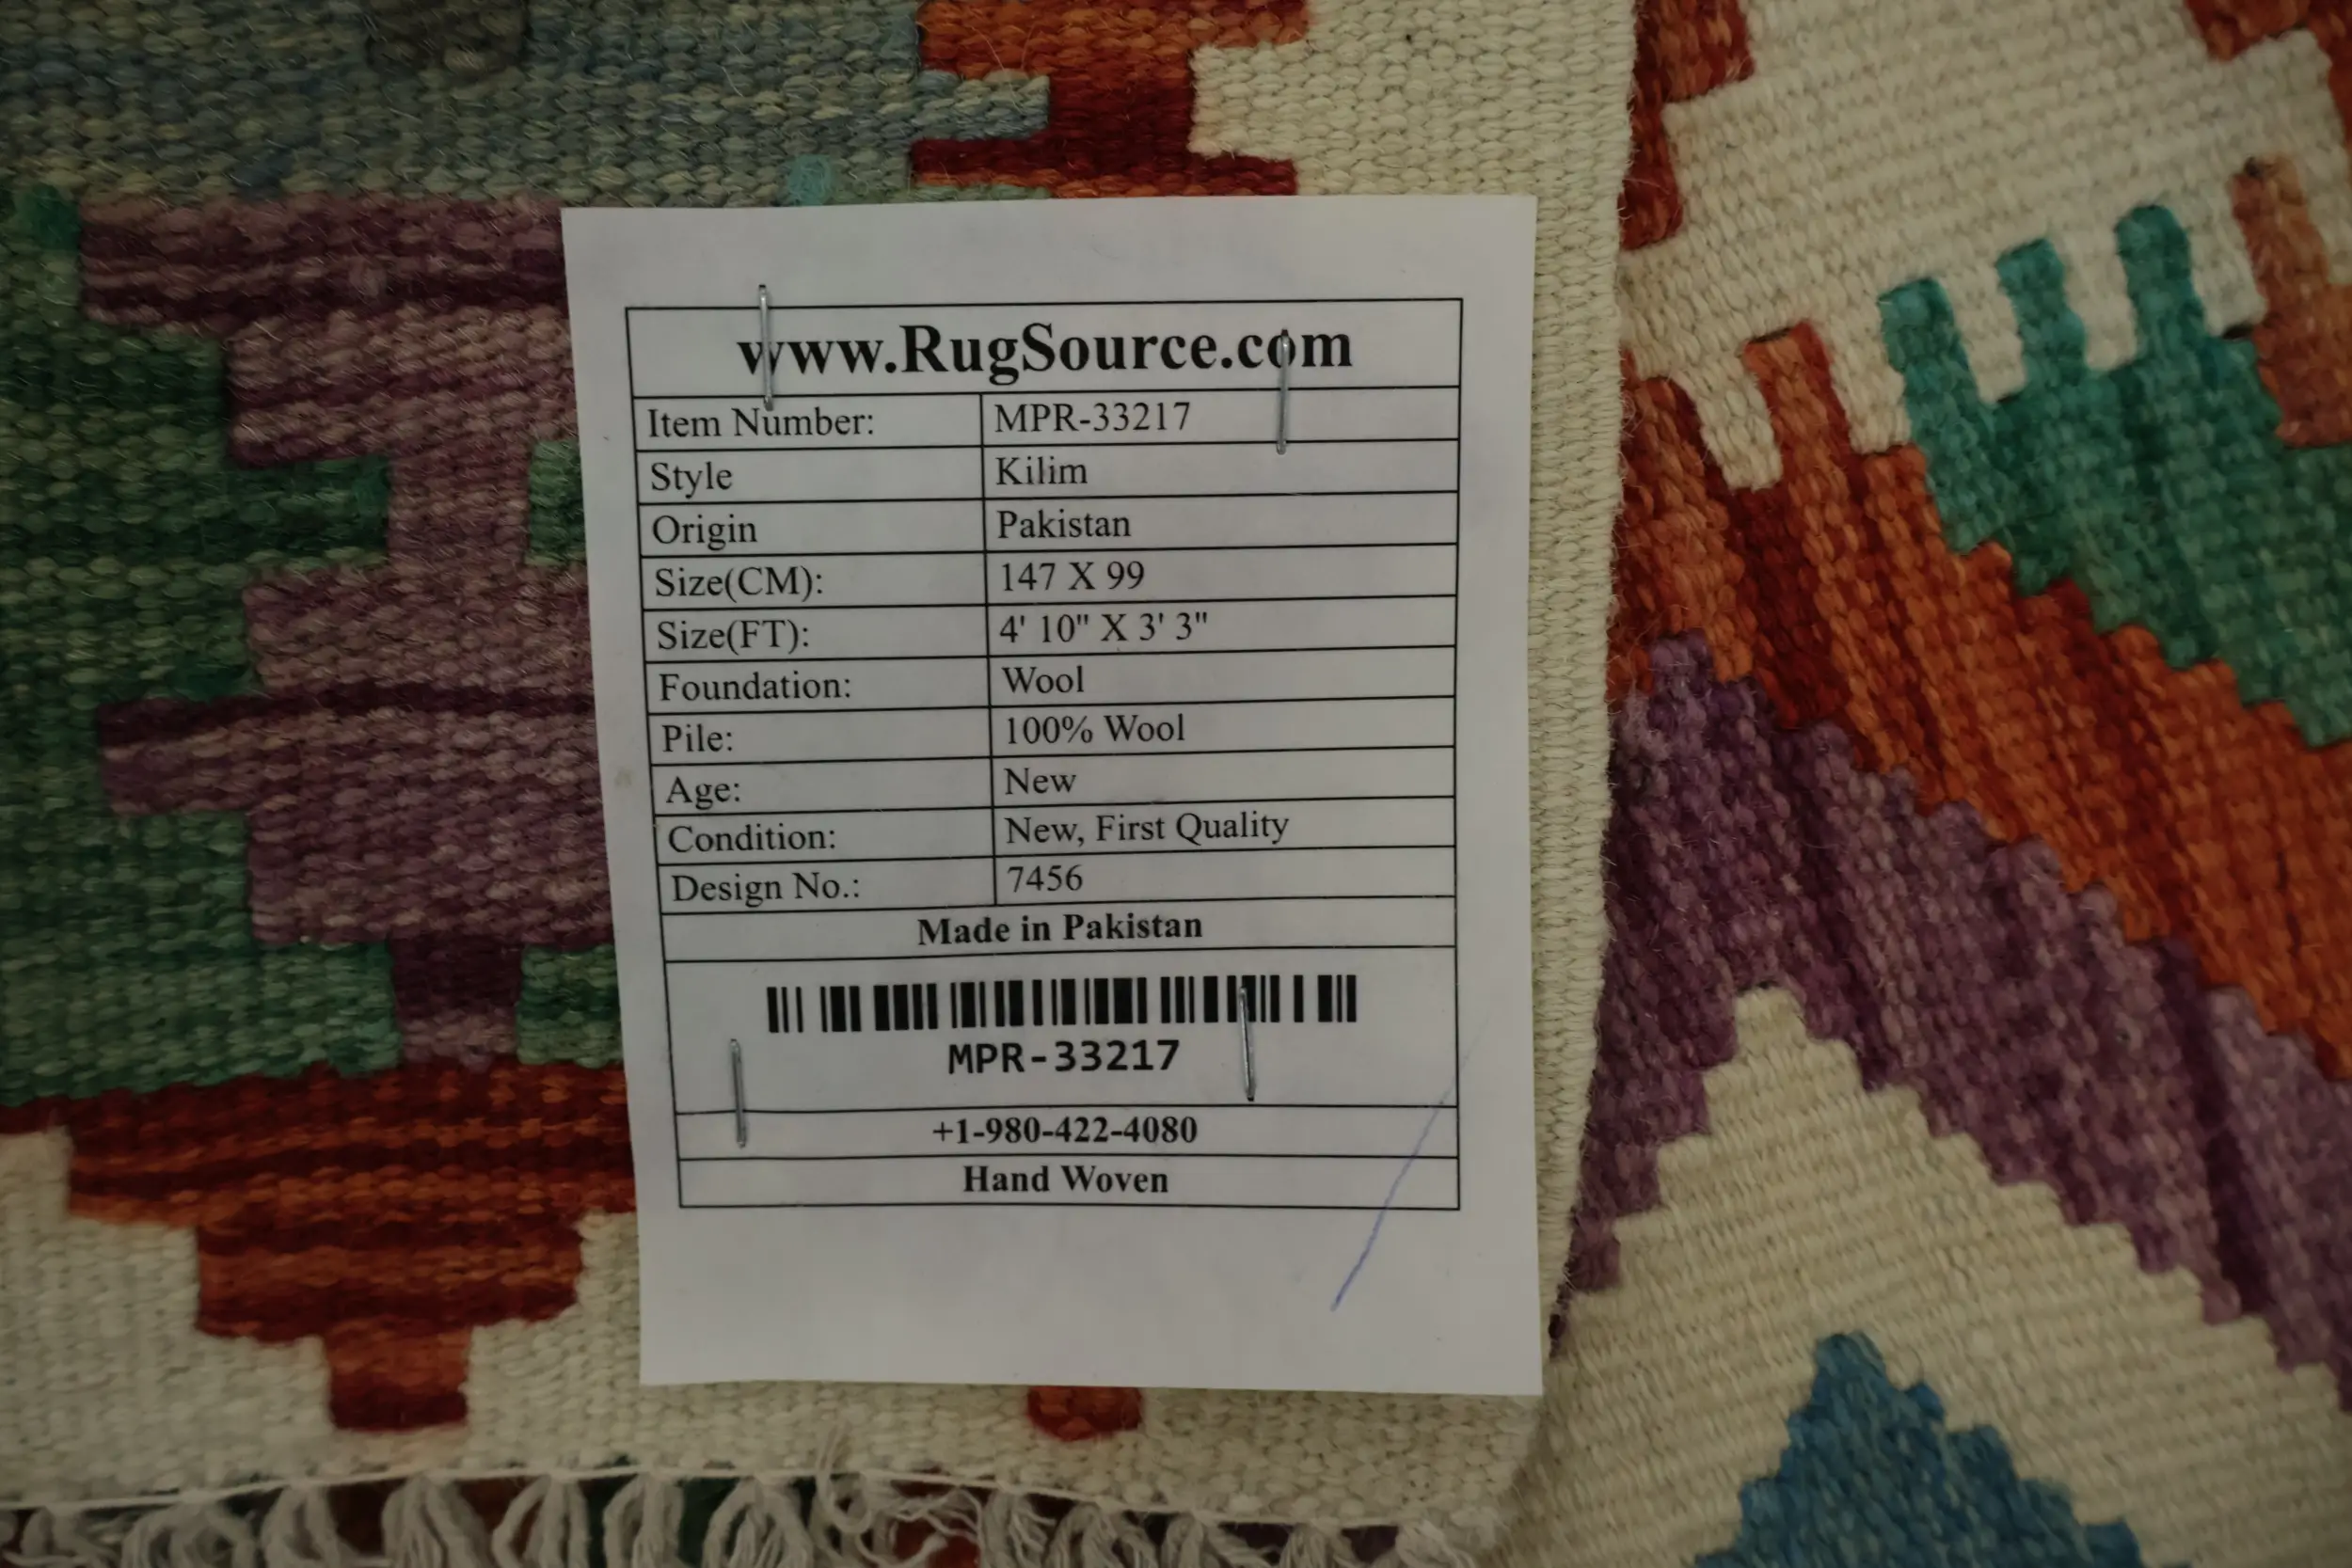 www.RugSource.com
Item Number: MPR-33217
Style Kilim
Origin Pakistan
Size(CM): 147 X 99
Size(FT): 4' 10" X 3' 3"
Foundation: Wool
Pile: 100% Wool
Age: New
Condition: New, First Quality
Design No.: 7456
Made in Pakistan
MPR-33217
+1-980-422-4080
Hand Woven